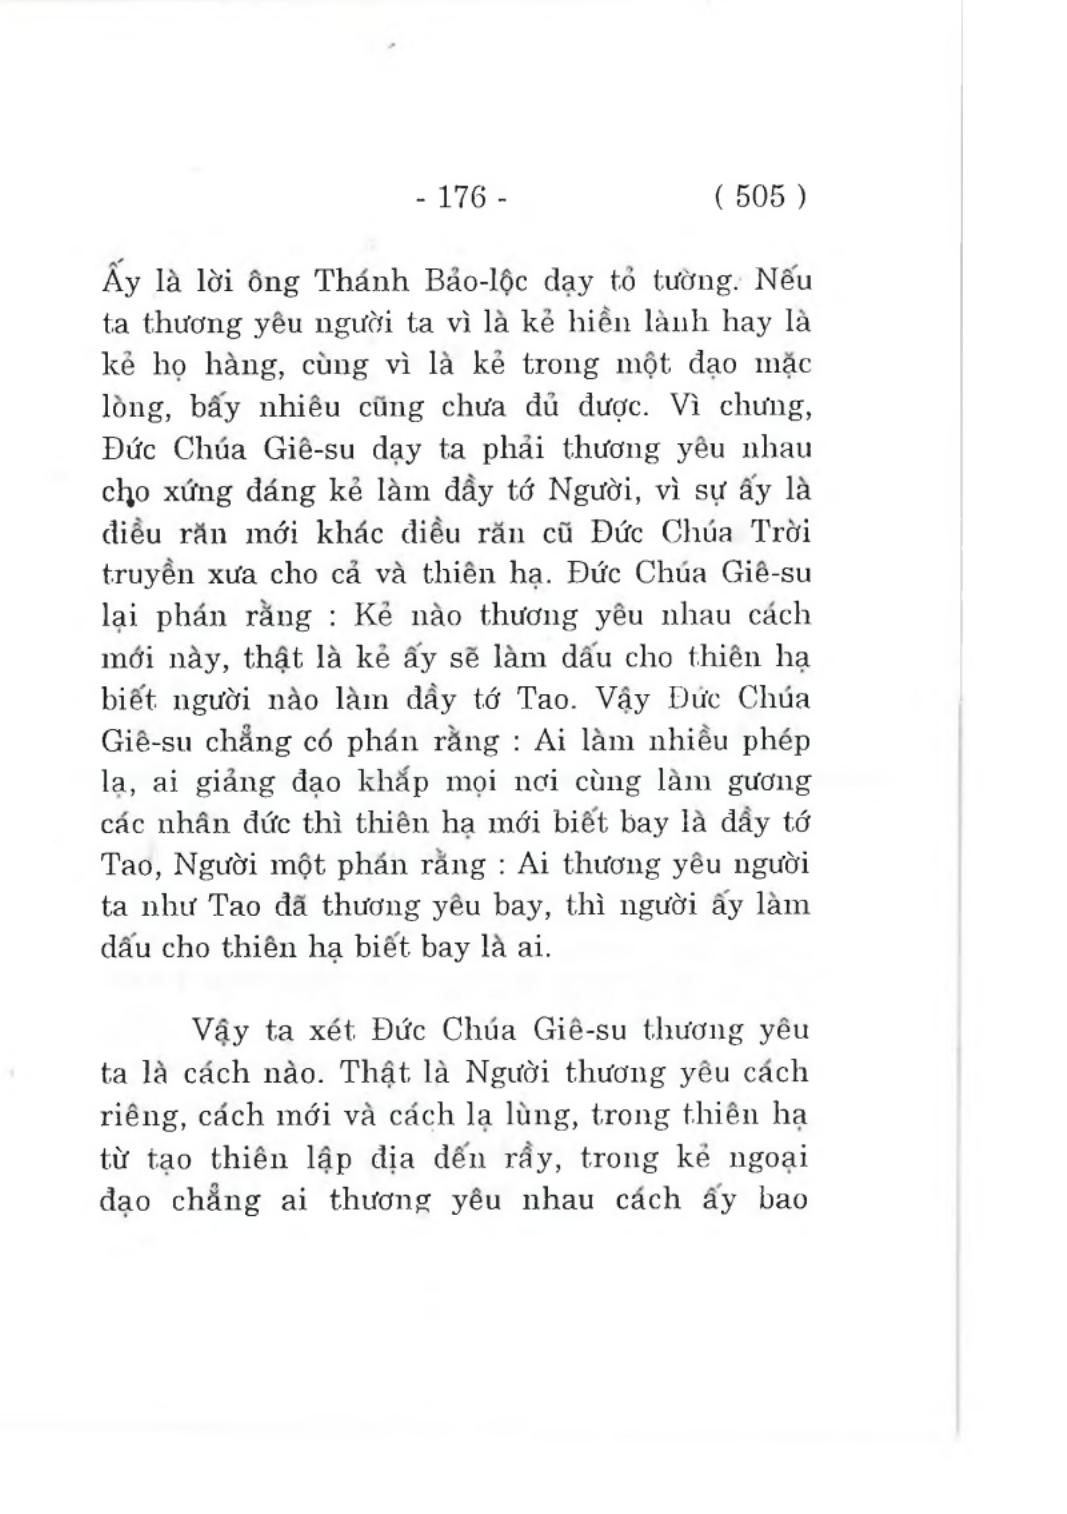 - 176 - ( 505 )
Ấy là lời ông Thánh Bảo-lộc dạy tỏ tường. Nếu
ta thương yêu người ta vì là kẻ hiền lành hay là
kẻ họ hàng, cùng vì là kẻ trong một đạo mặc
lòng, bấy nhiêu cũng chưa đủ được. Vì chưng,
Đức Chúa Giê-su dạy ta phải thương yêu nhau
cho xứng đáng kẻ làm đầy tớ Người, vì sự ấy là
điều răn mới khác điều răn cũ Đức Chúa Trời
truyền xưa cho cả và thiên hạ. Đức Chúa Giê-su
lại phán rằng : Kẻ nào thương yêu nhau cách
mới này, thật là kẻ ấy sẽ làm dấu cho thiên hạ
biết người nào làm đầy tớ Tao. Vậy Đức Chúa
Giê-su chẳng có phán rằng : Ai làm nhiều phép
lạ, ai giảng đạo khắp mọi nơi cùng làm gương
các nhân đức thì thiên hạ mới biết bay là đầy tớ
Tao, Người một phán rằng : Ai thương yêu người
ta như Tao đã thương yêu bay, thì người ấy làm
dấu cho thiên hạ biết bay là ai.
Vậy ta xét Đức Chúa Giê-su thương yêu
ta là cách nào. Thật là Người thương yêu cách
riêng, cách mới và cách lạ lùng, trong thiên hạ
từ tạo thiên lập địa đến rầy, trong kẻ ngoại
đạo chẳng ai thương yêu nhau cách ấy bao